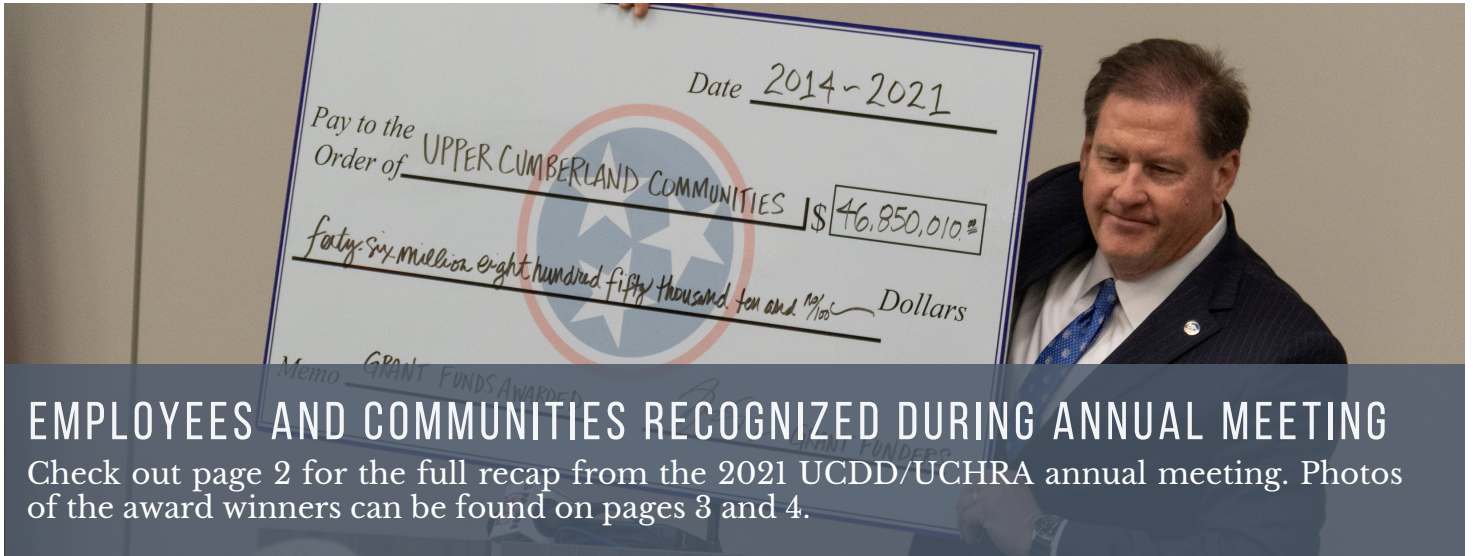 Date 2014-2021
Pay to the
Order of UPPER CUMBERLAND COMMUNITIES $ 46,850,010.
forty-six million eight hundred fifty thousand ten and no/100 Dollars
Memo GRANT FUNDS AWARDED GRANT FUNDERS
EMPLOYEES AND COMMUNITIES RECOGNIZED DURING ANNUAL MEETING
Check out page 2 for the full recap from the 2021 UCDD/UCHRA annual meeting. Photos
of the award winners can be found on pages 3 and 4.